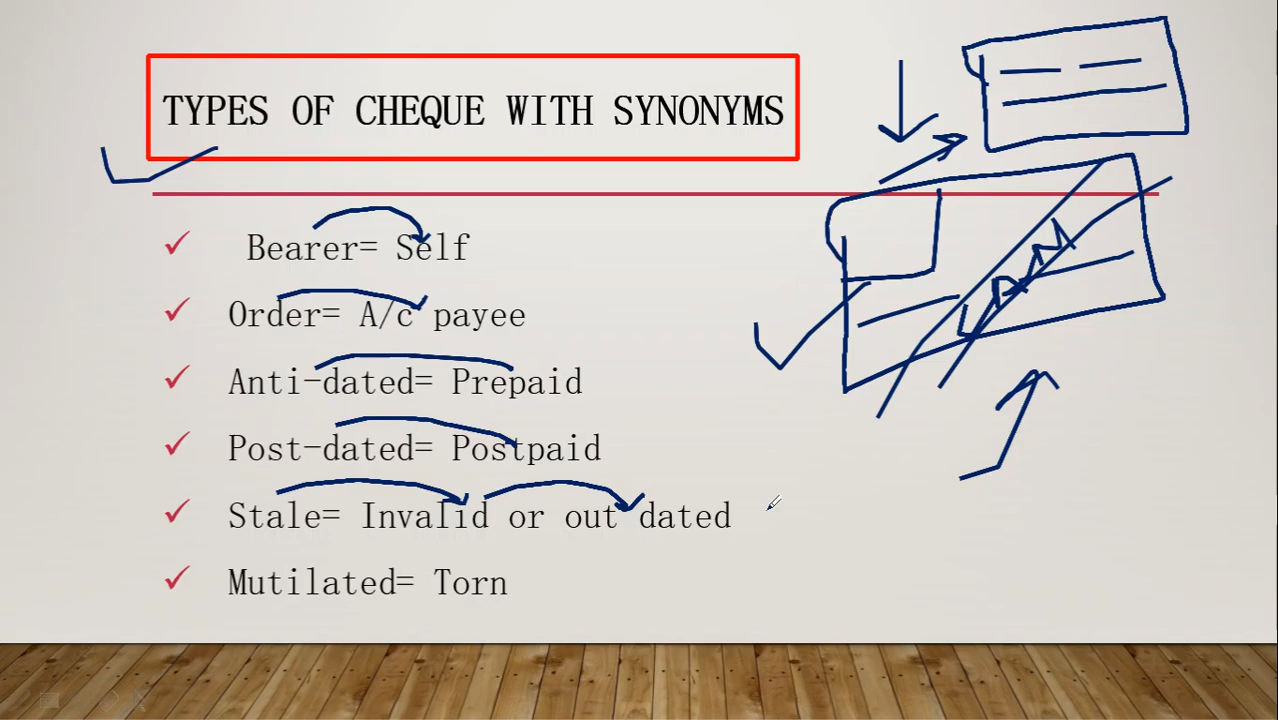 TYPES OF CHEQUE WITH SYNONYMS
Bearer= Self
Order= A/c payee
Anti-dated= Prepaid
Post-dated= Postpaid
Stale= Invalid or out dated
Mutilated= Torn